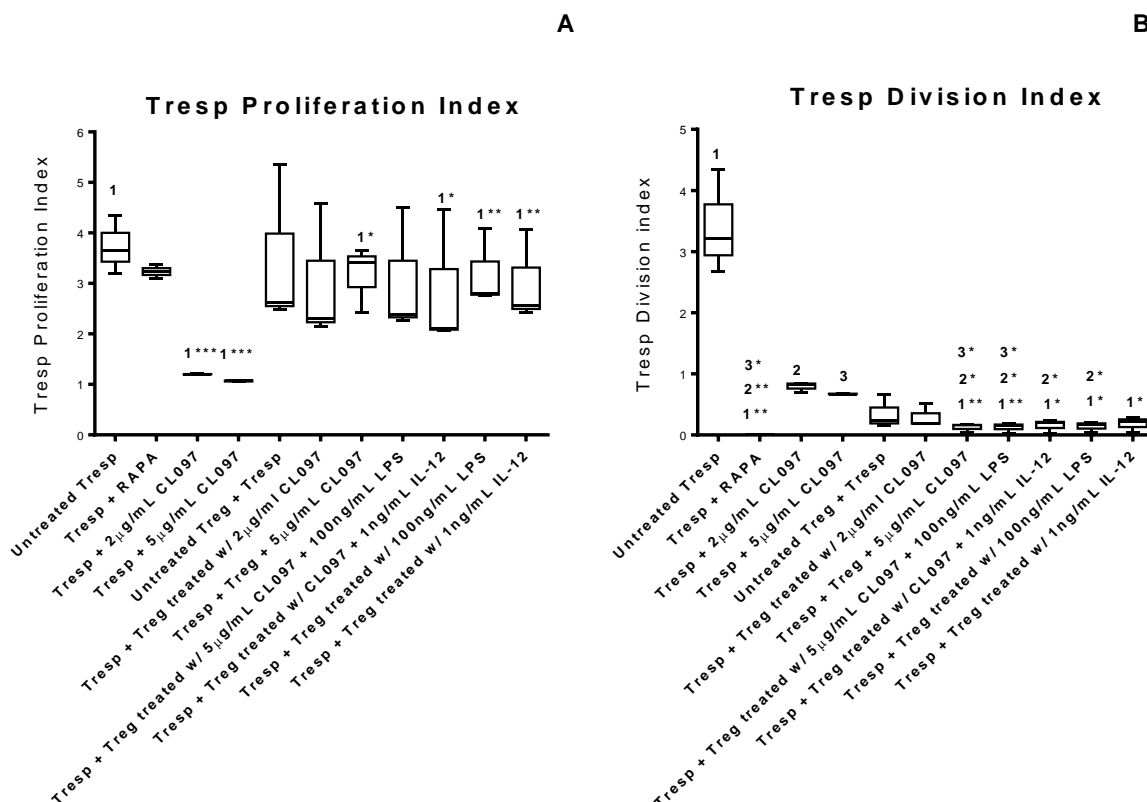 A
B
Tresp Proliferation Index
Tresp Proliferation Index
6
5
4
3
2
1
0
1
1***
1***
1*
1*
1**
1**
Untreated Tresp
Tresp + RAPA
Tresp + 2μg/mL CL097
Tresp + 5μg/mL CL097
Untreated Treg + Tresp
Tresp + Treg treated w/ 2μg/ml CL097
Tresp + Treg + 5μg/mL CL097
Tresp + Treg treated w/ 5μg/mL CL097 + 100ng/mL LPS
Tresp + Treg treated w/ CL097 + 1ng/mL IL-12
Tresp + Treg treated w/ 100ng/mL LPS
Tresp + Treg treated w/ 1ng/mL IL-12
Tresp Division Index
Tresp Division index
5
4
3
2
1
0
1
3*
2**
1**
2
3
3*
2*
1**
3*
2*
1**
2*
1*
2*
1*
1*
Untreated Tresp
Tresp + RAPA
Tresp + 2μg/mL CL097
Tresp + 5μg/mL CL097
Untreated Treg + Tresp
Tresp + Treg treated w/ 2μg/ml CL097
Tresp + Treg + 5μg/mL CL097
Tresp + Treg treated w/ 5μg/mL CL097 + 100ng/mL LPS
Tresp + Treg treated w/ CL097 + 1ng/mL IL-12
Tresp + Treg treated w/ 100ng/mL LPS
Tresp + Treg treated w/ 1ng/mL IL-12